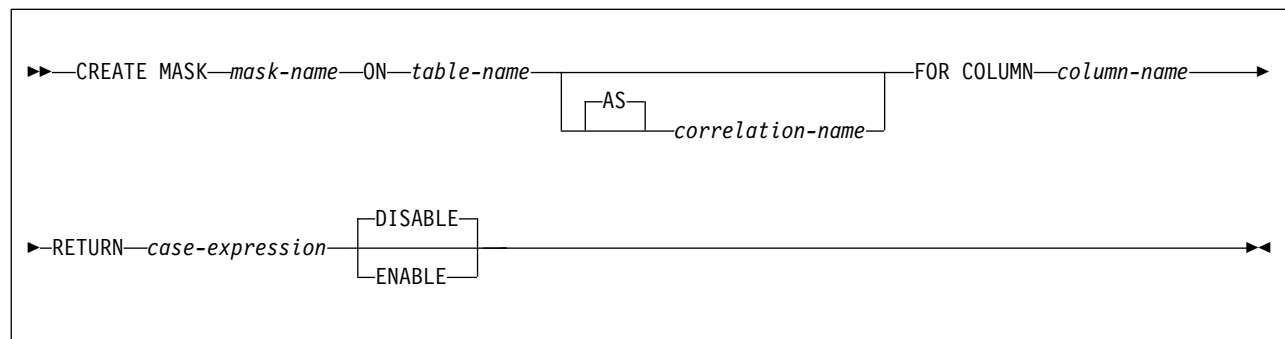 CREATE MASK mask-name ON table-name FOR COLUMN column-name
AS
correlation-name
RETURN case-expression DISABLE
ENABLE